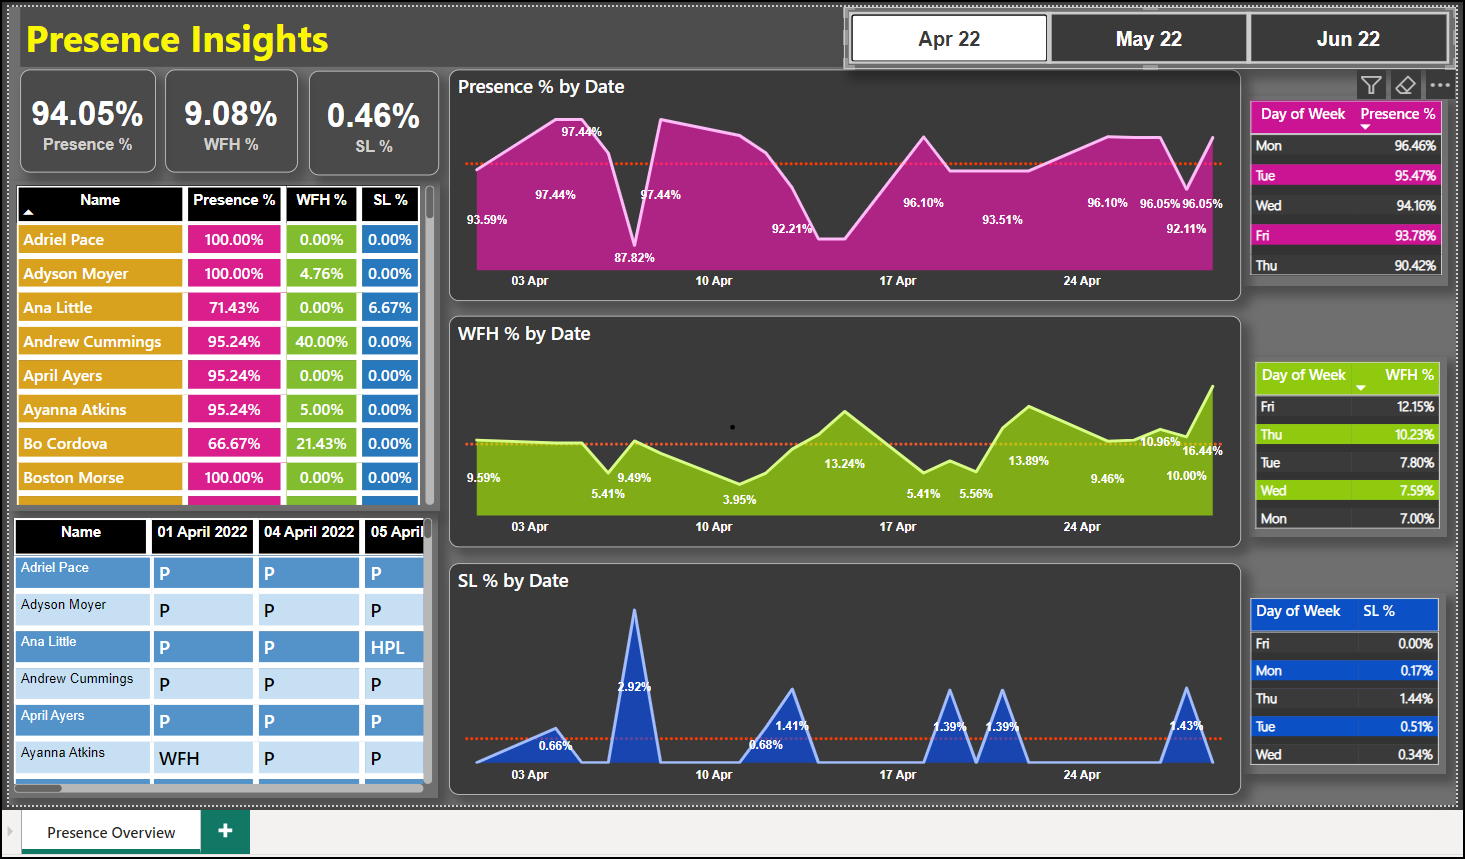 Presence Insights
Apr 22 May 22 Jun 22
94.05%
Presence %
9.08%
WFH %
0.46%
SL %
Name Presence % WFH % SL %
Adriel Pace 100.00% 0.00% 0.00%
Adyson Moyer 100.00% 4.76% 0.00%
Ana Little 71.43% 0.00% 6.67%
Andrew Cummings 95.24% 40.00% 0.00%
April Ayers 95.24% 0.00% 0.00%
Ayanna Atkins 95.24% 5.00% 0.00%
Bo Cordova 66.67% 21.43% 0.00%
Boston Morse 100.00% 0.00% 0.00%
Name 01 April 2022 04 April 2022 05 April
Adriel Pace P P P
Adyson Moyer P P P
Ana Little P P HPL
Andrew Cummings P P P
April Ayers P P P
Ayanna Atkins WFH P P
Presence % by Date
97.44%
97.44% 97.44%
93.59% 96.10% 96.10% 96.05% 96.05%
92.21% 93.51% 92.11%
87.82%
03 Apr 10 Apr 17 Apr 24 Apr
WFH % by Date
10.96%
16.44%
13.24% 13.89%
9.59% 9.49% 9.46% 10.00%
5.41% 3.95% 5.41% 5.56%
03 Apr 10 Apr 17 Apr 24 Apr
SL % by Date
2.92%
1.41% 1.39% 1.39% 1.43%
0.66% 0.68%
03 Apr 10 Apr 17 Apr 24 Apr
Day of Week Presence %
Mon 96.46%
Tue 95.47%
Wed 94.16%
Fri 93.78%
Thu 90.42%
Day of Week WFH %
Fri 12.15%
Thu 10.23%
Tue 7.80%
Wed 7.59%
Mon 7.00%
Day of Week SL %
Fri 0.00%
Mon 0.17%
Thu 1.44%
Tue 0.51%
Wed 0.34%
Presence Overview +